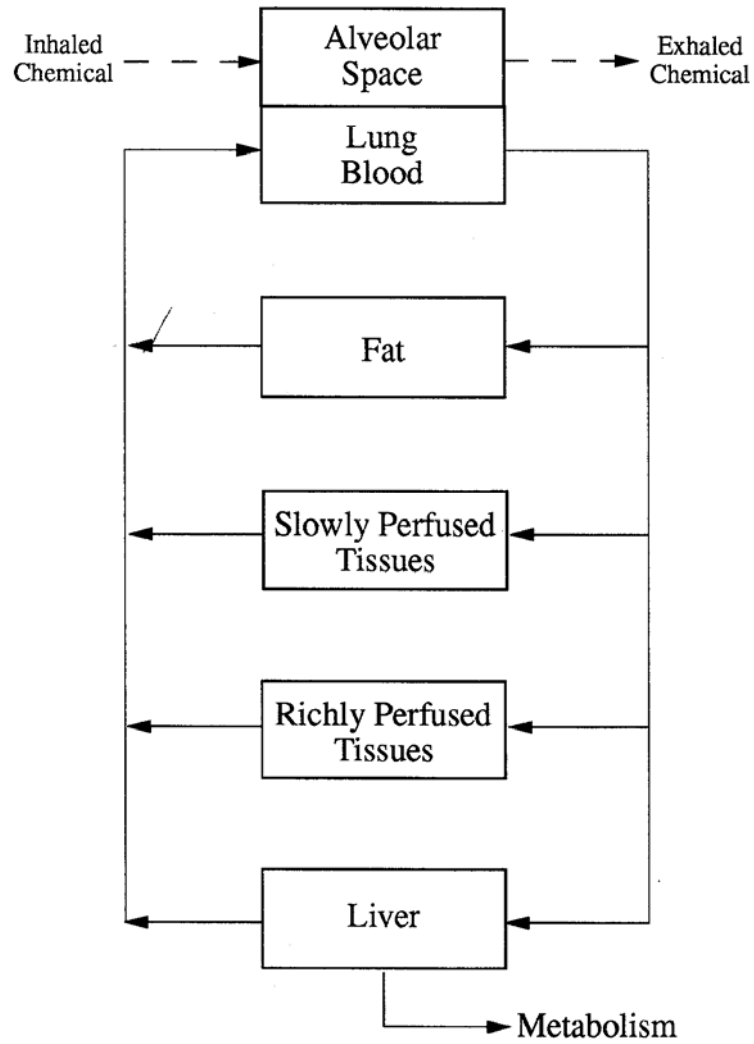 Inhaled
Chemical
Alveolar
Space
Exhaled
Chemical
Lung
Blood
Fat
Slowly Perfused
Tissues
Richly Perfused
Tissues
Liver
Metabolism